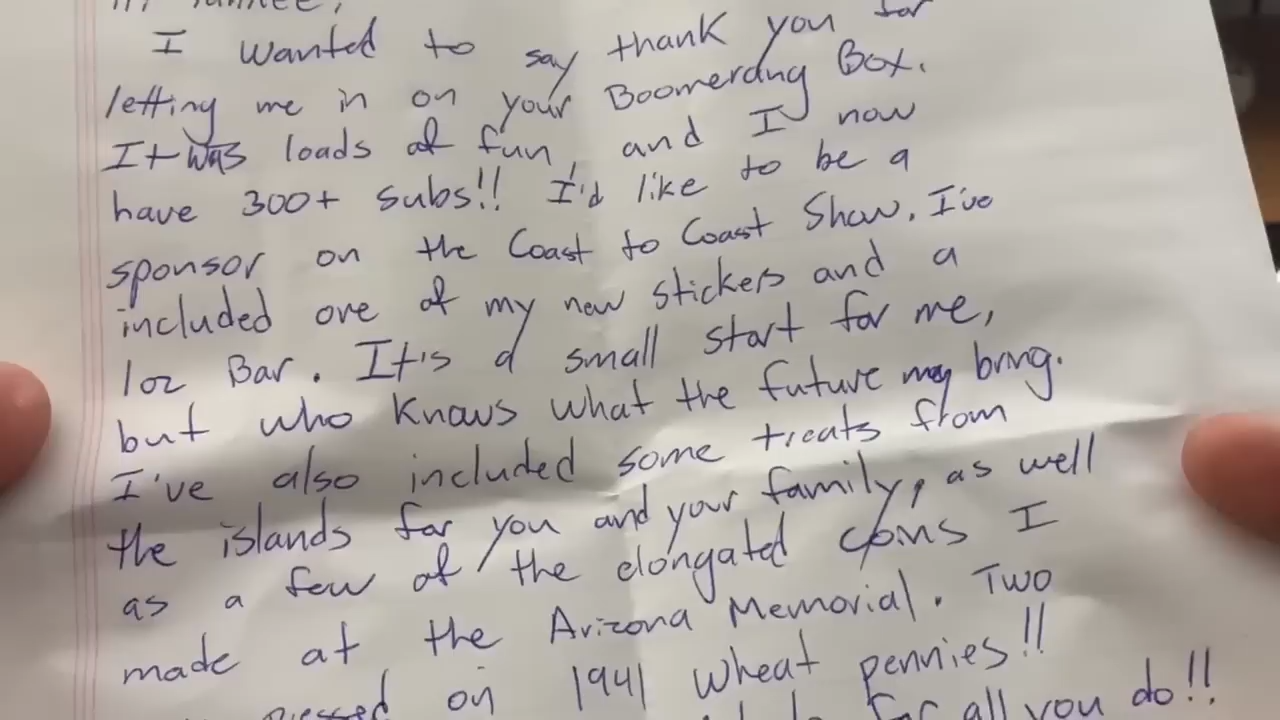 I wanted to say thank you for
letting me in on your Boomerang Box.
It was loads of fun, and I now
have 300+ subs!! I'd like to be a
sponsor on the Coast to Coast Show. I've
included one of my new stickers and a
1oz Bar. It's a small start for me,
but who knows what the future may bring.
I've also included some treats from
the islands for you and your family, as well
as a few of the elongated coins I
made at the Arizona Memorial. Two
on 1941 wheat pennies!!
for all you do!!